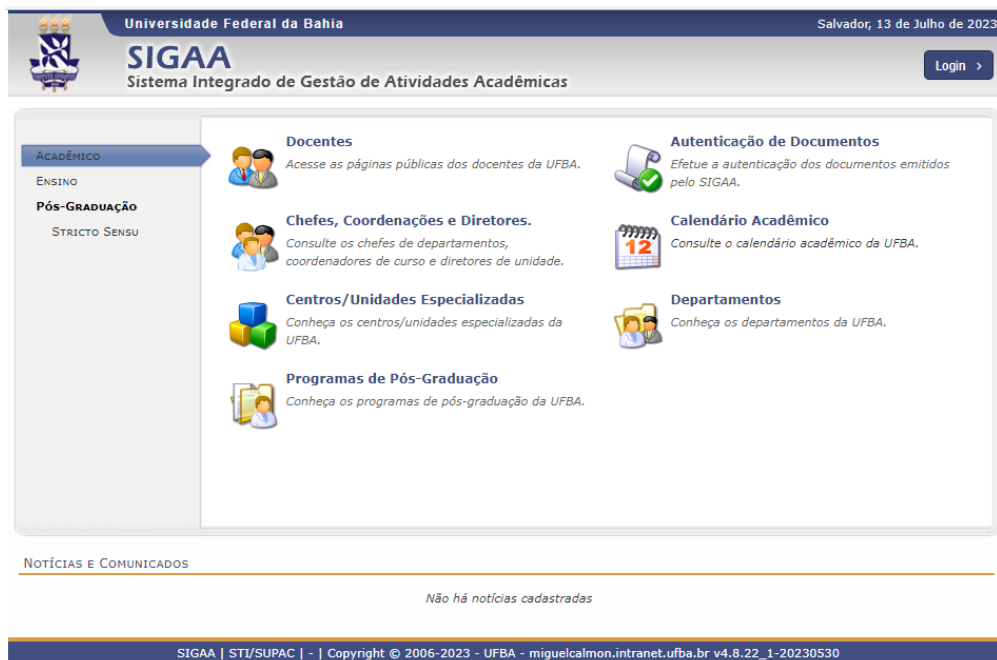 Universidade Federal da Bahia
Salvador, 13 de Julho de 2023
SIGAA
Sistema Integrado de Gestão de Atividades Acadêmicas
Login >
Acadêmico
Ensino
Pós-Graduação
Stricto Sensu
Docentes
Acesse as páginas públicas dos docentes da UFBA.
Autenticação de Documentos
Efetue a autenticação dos documentos emitidos
pelo SIGAA.
Chefes, Coordenações e Diretores.
Consulte os chefes de departamentos,
coordenadores de curso e diretores de unidade.
Calendário Acadêmico
Consulte o calendário acadêmico da UFBA.
12
Centros/Unidades Especializadas
Conheça os centros/unidades especializadas da
UFBA.
Departamentos
Conheça os departamentos da UFBA.
Programas de Pós-Graduação
Conheça os programas de pós-graduação da UFBA.
Notícias e Comunicados
Não há notícias cadastradas
SIGAA | STI/SUPAC | - | Copyright © 2006-2023 - UFBA - miguelcalmon.intranet.ufba.br v4.8.22_1-20230530